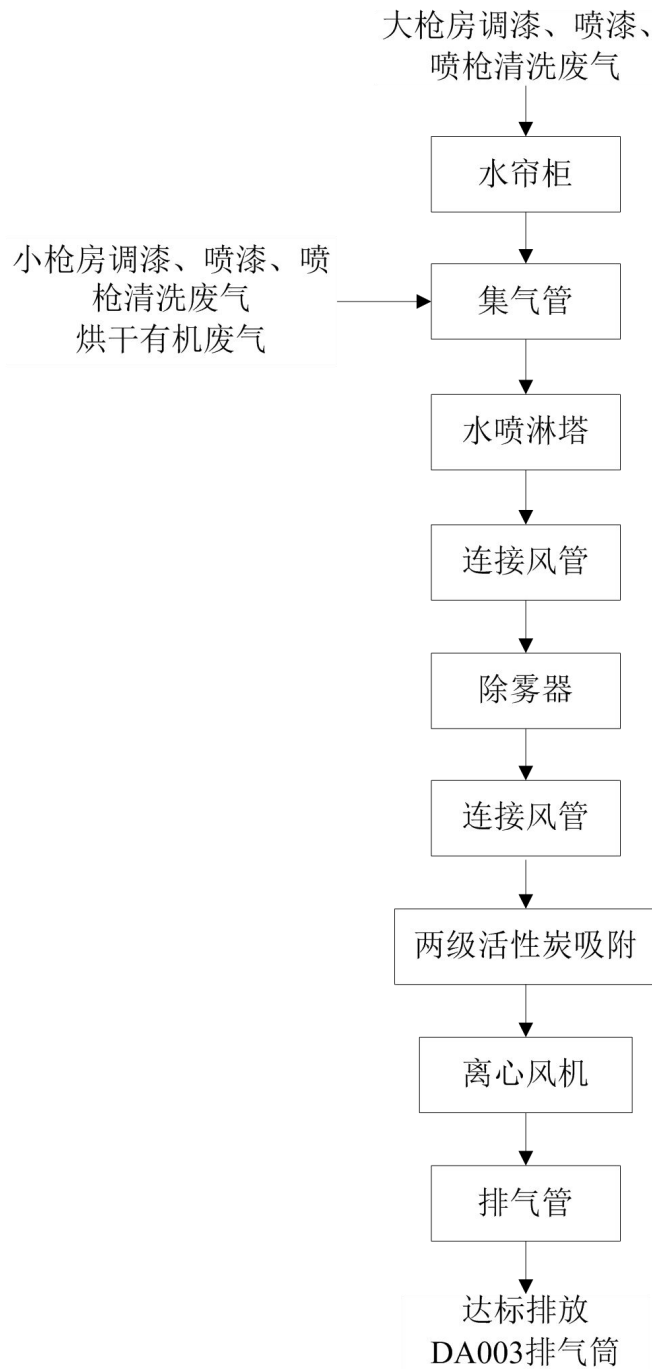 大枪房调漆、喷漆、
喷枪清洗废气
水帘柜
小枪房调漆、喷漆、喷
枪清洗废气
烘干有机废气
集气管
水喷淋塔
连接风管
除雾器
连接风管
两级活性炭吸附
离心风机
排气管
达标排放
DA003排气筒